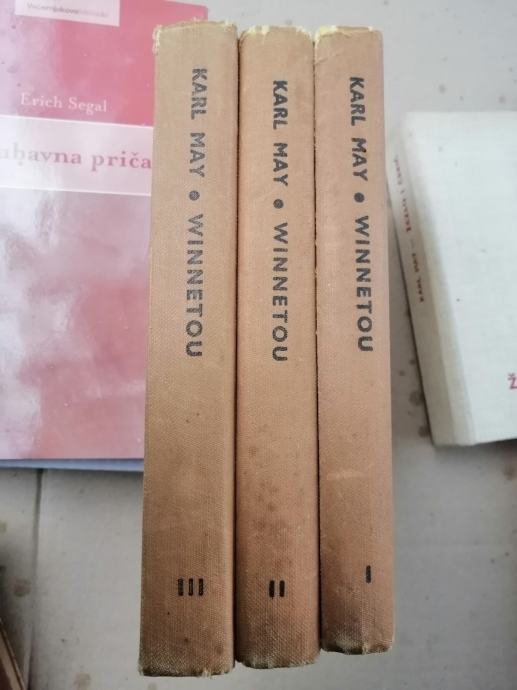 Erich Segal
ubavna priča
KARL MAY • WINNETOU
III
KARL MAY • WINNETOU
II
KARL MAY • WINNETOU
I
Ž